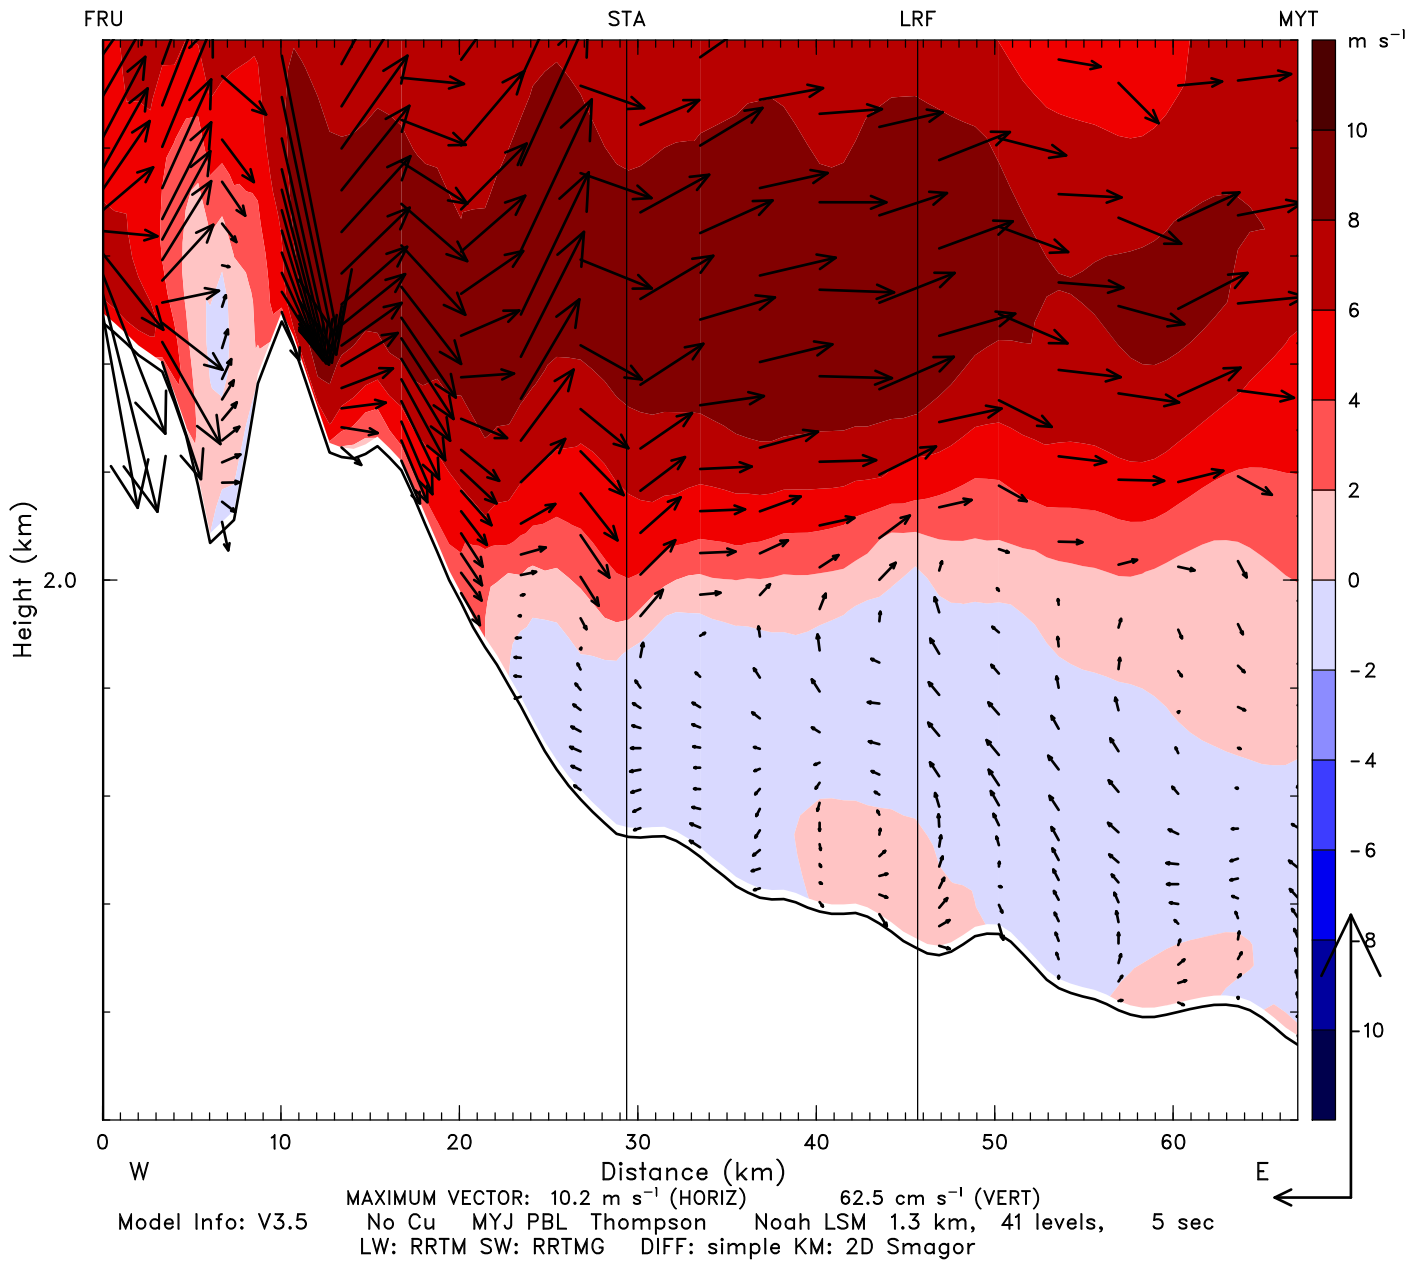 FRU STA LRF MYT
m s⁻¹
10
8
6
4
2
0
-2
-4
-6
-8
-10
Height (km)
2.0
0 10 20 30 40 50 60
W Distance (km) E
MAXIMUM VECTOR: 10.2 m s⁻¹ (HORIZ) 62.5 cm s⁻¹ (VERT)
Model Info: V3.5 No Cu MYJ PBL Thompson Noah LSM 1.3 km, 41 levels, 5 sec
LW: RRTM SW: RRTMG DIFF: simple KM: 2D Smagor